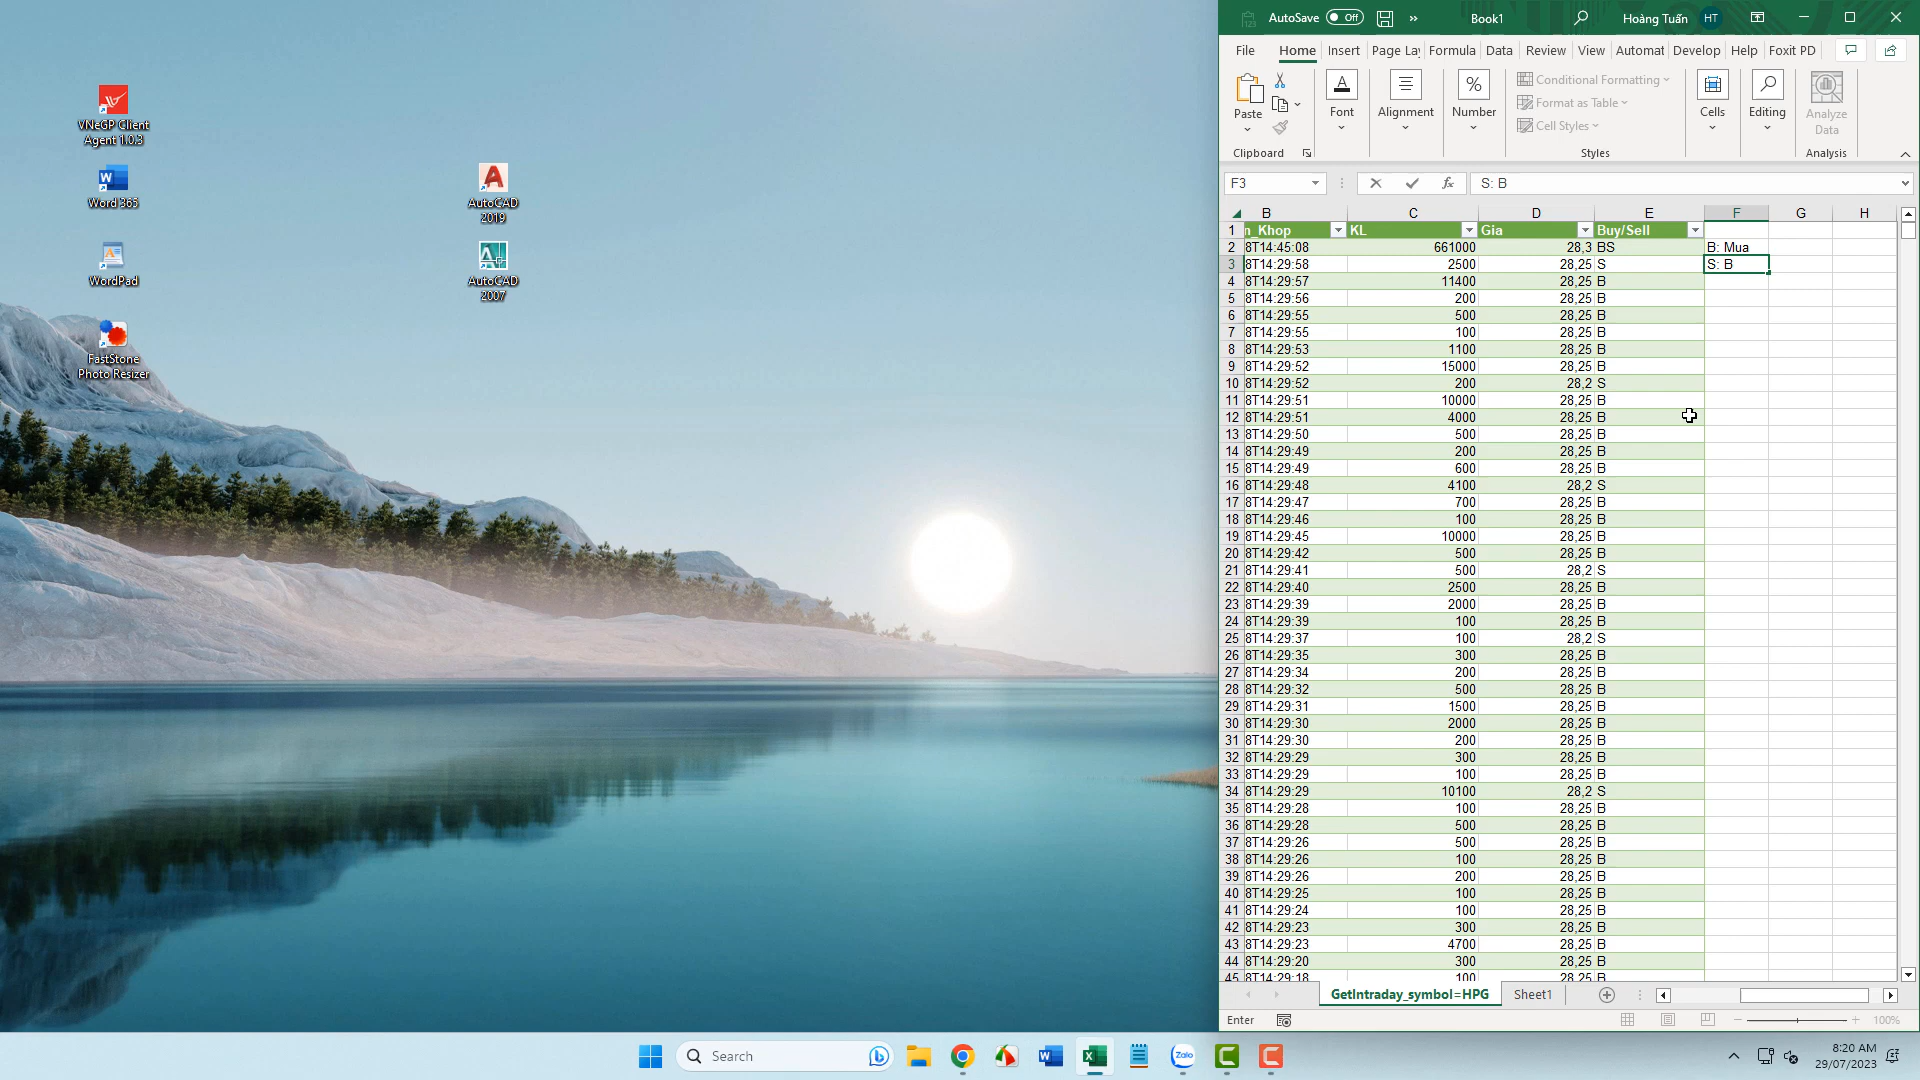 VNeGP Client
Agent 1.0.3
Word 365
WordPad
FastStone
Photo Resizer
AutoCAD
2019
AutoCAD
2007
AutoSave Off Book1 Hoàng Tuấn HT
File Home Insert Page Lay Formula Data Review View Automat Develop Help Foxit PD
Paste
Font
Alignment
Number
Conditional Formatting
Format as Table
Cell Styles
Cells
Editing
Analyze
Data
Clipboard Styles Analysis
F3 fx S: B
B C D E F G H
1 n_Khop KL Gia Buy/Sell
2 8T14:45:08 661000 28,3 BS B: Mua
3 8T14:29:58 2500 28,25 S S: B
4 8T14:29:57 11400 28,25 B
5 8T14:29:56 200 28,25 B
6 8T14:29:55 500 28,25 B
7 8T14:29:55 100 28,25 B
8 8T14:29:53 1100 28,25 B
9 8T14:29:52 15000 28,25 B
10 8T14:29:52 200 28,2 S
11 8T14:29:51 10000 28,25 B
12 8T14:29:51 4000 28,25 B
13 8T14:29:50 500 28,25 B
14 8T14:29:49 200 28,25 B
15 8T14:29:49 600 28,25 B
16 8T14:29:48 4100 28,2 S
17 8T14:29:47 700 28,25 B
18 8T14:29:46 100 28,25 B
19 8T14:29:45 10000 28,25 B
20 8T14:29:42 500 28,25 B
21 8T14:29:41 500 28,2 S
22 8T14:29:40 2500 28,25 B
23 8T14:29:39 2000 28,25 B
24 8T14:29:39 100 28,25 B
25 8T14:29:37 100 28,2 S
26 8T14:29:35 300 28,25 B
27 8T14:29:34 200 28,25 B
28 8T14:29:32 500 28,25 B
29 8T14:29:31 1500 28,25 B
30 8T14:29:30 2000 28,25 B
31 8T14:29:30 200 28,25 B
32 8T14:29:29 300 28,25 B
33 8T14:29:29 100 28,25 B
34 8T14:29:29 10100 28,2 S
35 8T14:29:28 100 28,25 B
36 8T14:29:28 500 28,25 B
37 8T14:29:26 500 28,25 B
38 8T14:29:26 100 28,25 B
39 8T14:29:26 200 28,25 B
40 8T14:29:25 100 28,25 B
41 8T14:29:24 100 28,25 B
42 8T14:29:23 300 28,25 B
43 8T14:29:23 4700 28,25 B
44 8T14:29:20 300 28,25 B
45 8T14:29:18 100 28,25 B
GetIntraday_symbol=HPG Sheet1
Enter 100%
Search
Zalo
8:20 AM
29/07/2023